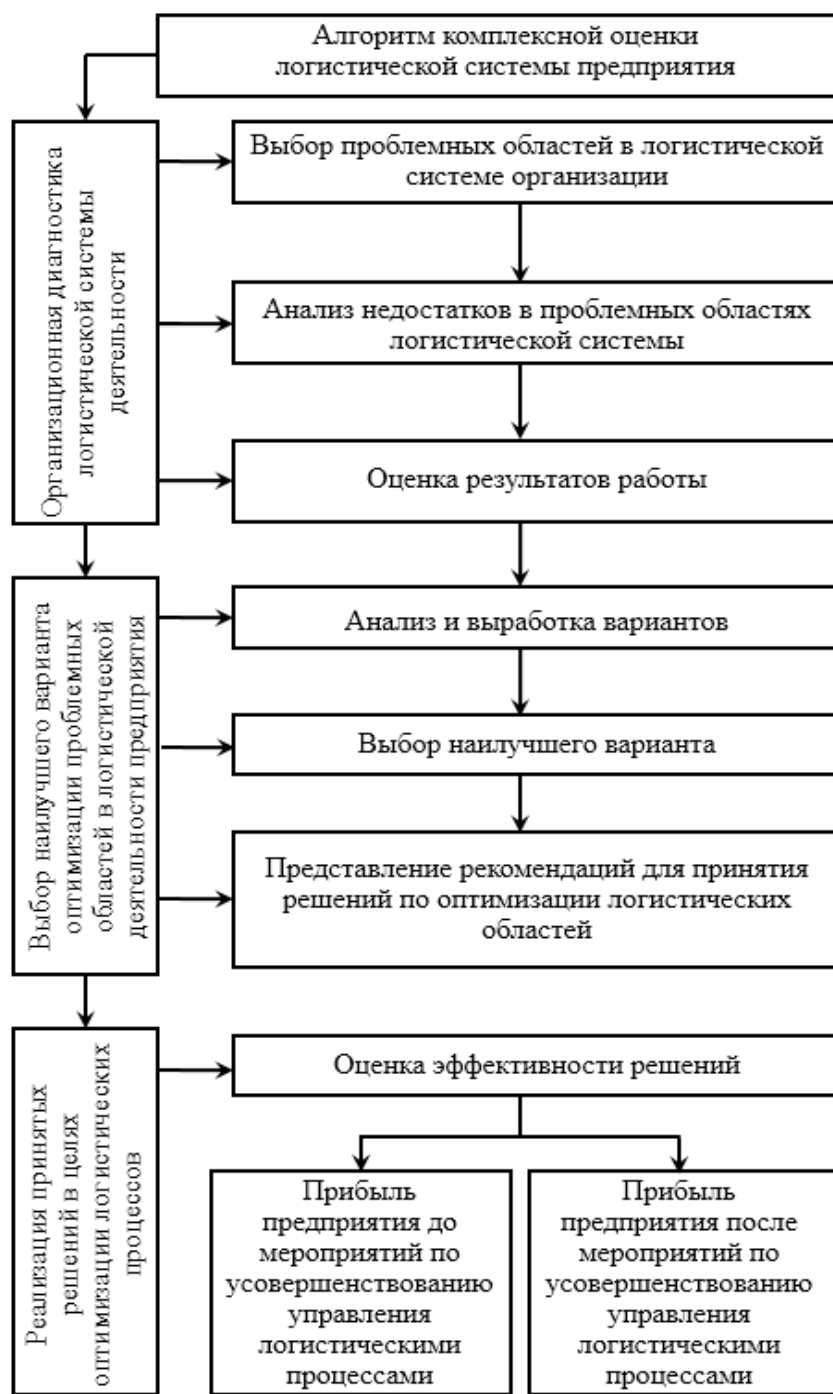 Алгоритм комплексной оценки
логистической системы предприятия
Организационная диагностика
логистической системы
деятельности
Выбор проблемных областей в логистической
системе организации
Анализ недостатков в проблемных областях
логистической системы
Оценка результатов работы
Выбор наилучшего варианта
оптимизации проблемных
областей в логистической
деятельности предприятия
Анализ и выработка вариантов
Выбор наилучшего варианта
Представление рекомендаций для принятия
решений по оптимизации логистических
областей
Реализация принятых
решений в целях
оптимизации логистических
процессов
Оценка эффективности решений
Прибыль
предприятия до
мероприятий по
усовершенствованию
управления
логистическими
процессами
Прибыль
предприятия после
мероприятий по
усовершенствованию
управления
логистическими
процессами